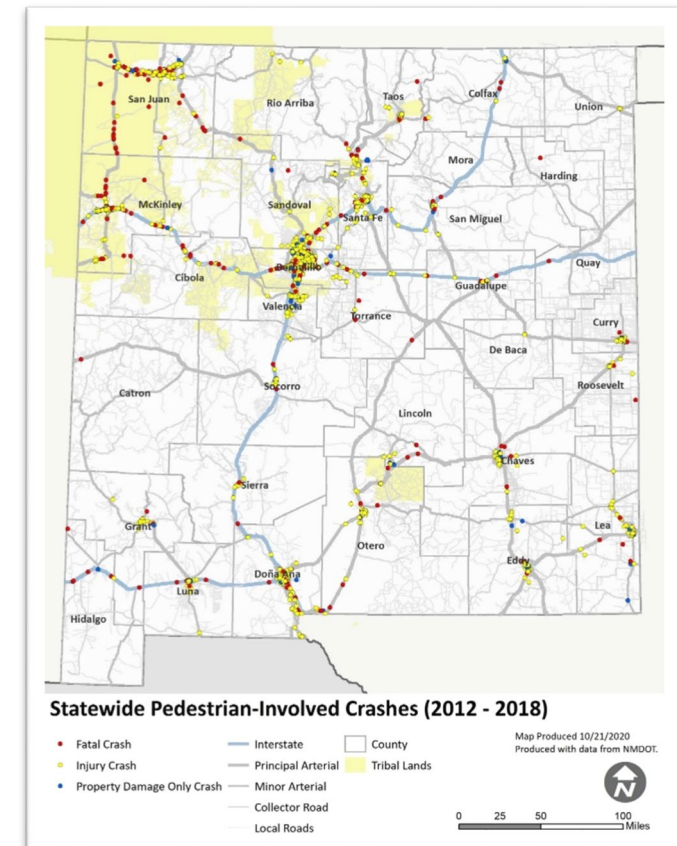 San Juan
Rio Arriba
Taos
Colfax
Union
Mora
Harding
McKinley
Sandoval
Santa Fe
San Miguel
Cibola
Bernalillo
Quay
Guadalupe
Valencia
Torrance
Curry
De Baca
Roosevelt
Catron
Socorro
Lincoln
Chaves
Sierra
Grant
Lea
Otero
Eddy
Doña Ana
Luna
Hidalgo
Statewide Pedestrian-Involved Crashes (2012 - 2018)
Fatal Crash
Injury Crash
Property Damage Only Crash
Interstate
Principal Arterial
Minor Arterial
Collector Road
Local Roads
County
Tribal Lands
Map Produced 10/21/2020
Produced with data from NMDOT.
N
0 25 50 100
Miles